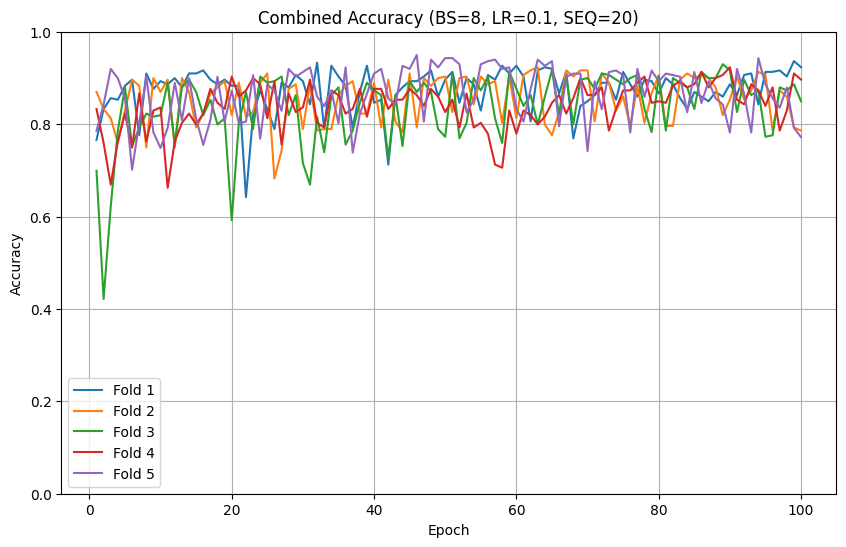 Combined Accuracy (BS=8, LR=0.1, SEQ=20)
1.0
0.8
0.6
0.4
0.2
0.0
Accuracy
Fold 1
Fold 2
Fold 3
Fold 4
Fold 5
0 20 40 60 80 100
Epoch